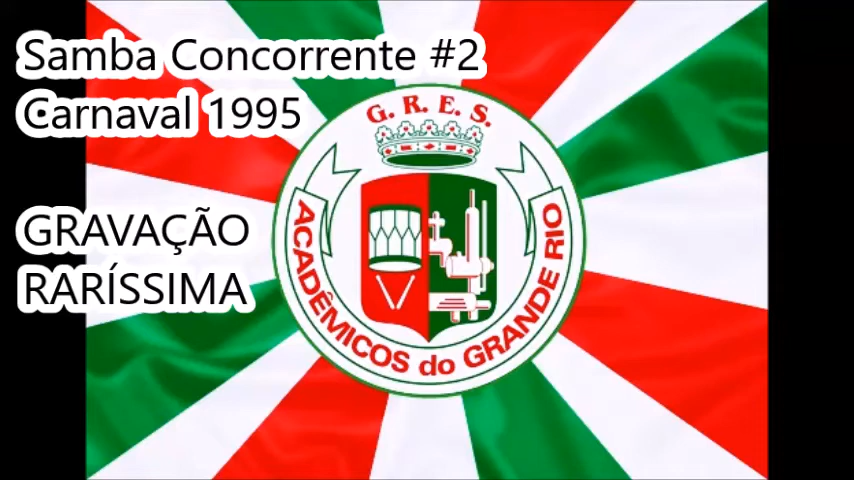 Samba Concorrente #2
Carnaval 1995
GRAVAÇÃO
RARÍSSIMA
G. R. E. S.
ACADÊMICOS do GRANDE RIO